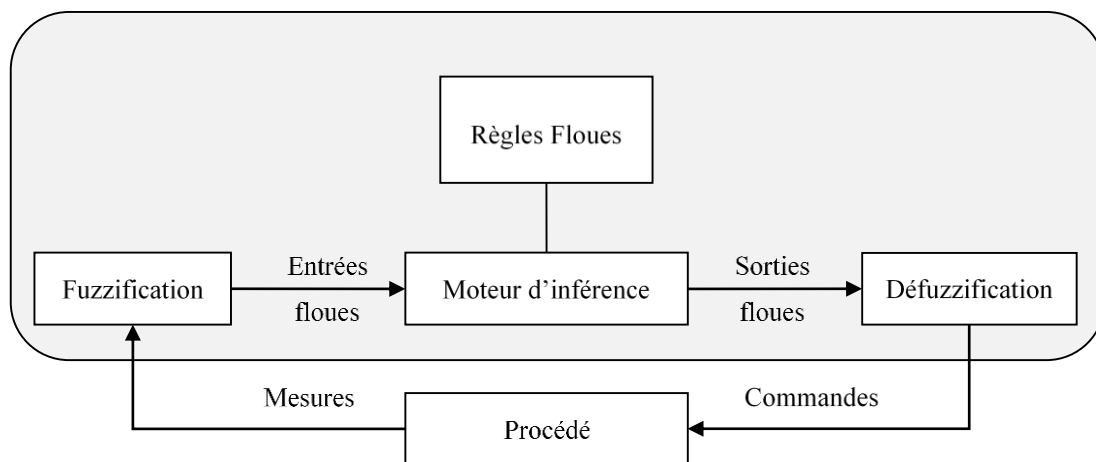 Règles Floues
Fuzzification
Entrées
floues
Moteur d’inférence
Sorties
floues
Défuzzification
Mesures
Procédé
Commandes